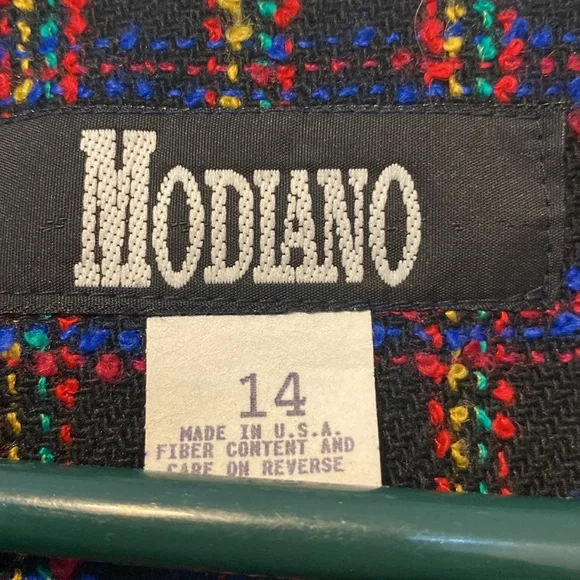 MODIANO
14
MADE IN U.S.A.
FIBER CONTENT AND
CARE ON REVERSE